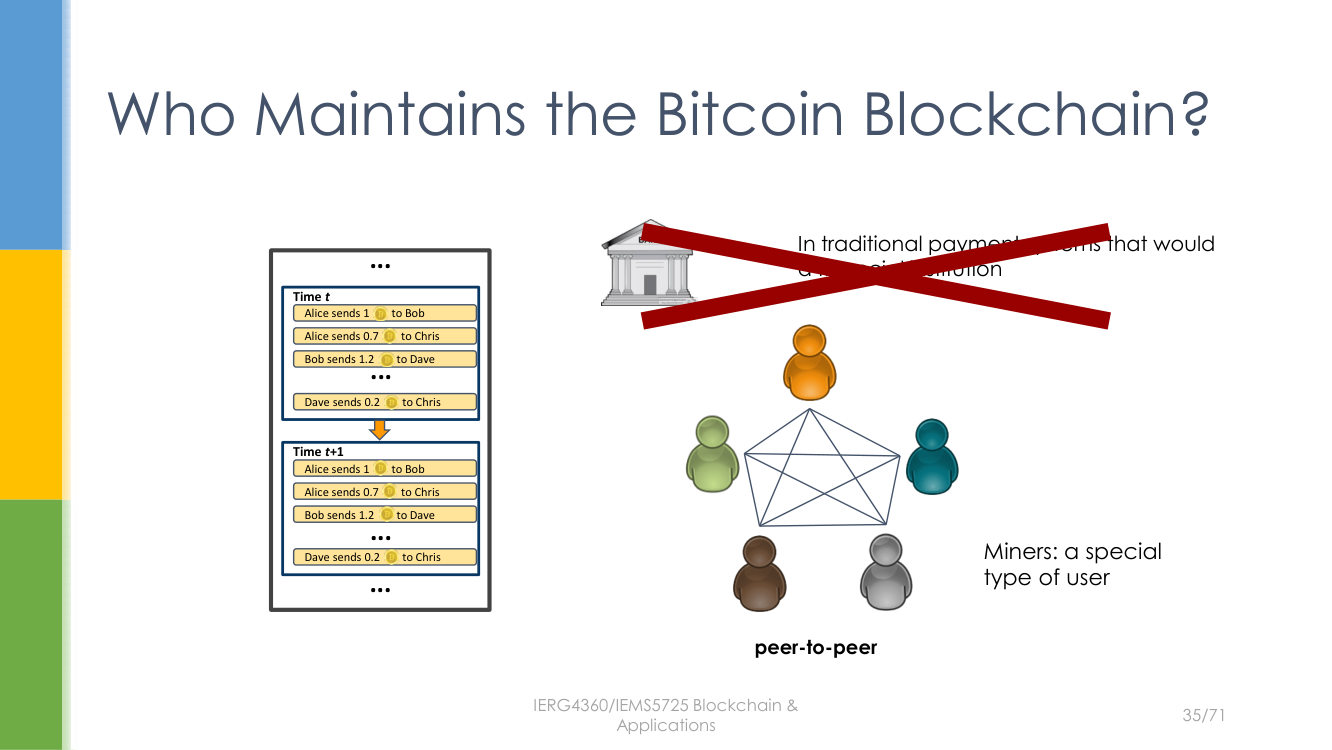 Who Maintains the Bitcoin Blockchain?
•••
Time t
Alice sends 1 to Bob
Alice sends 0.7 to Chris
Bob sends 1.2 to Dave
•••
Dave sends 0.2 to Chris
Time t+1
Alice sends 1 to Bob
Alice sends 0.7 to Chris
Bob sends 1.2 to Dave
•••
Dave sends 0.2 to Chris
•••
In traditional payment that would
a
Miners: a special
type of user
peer-to-peer
IERG4360/IEMS5725 Blockchain &
Applications
35/71